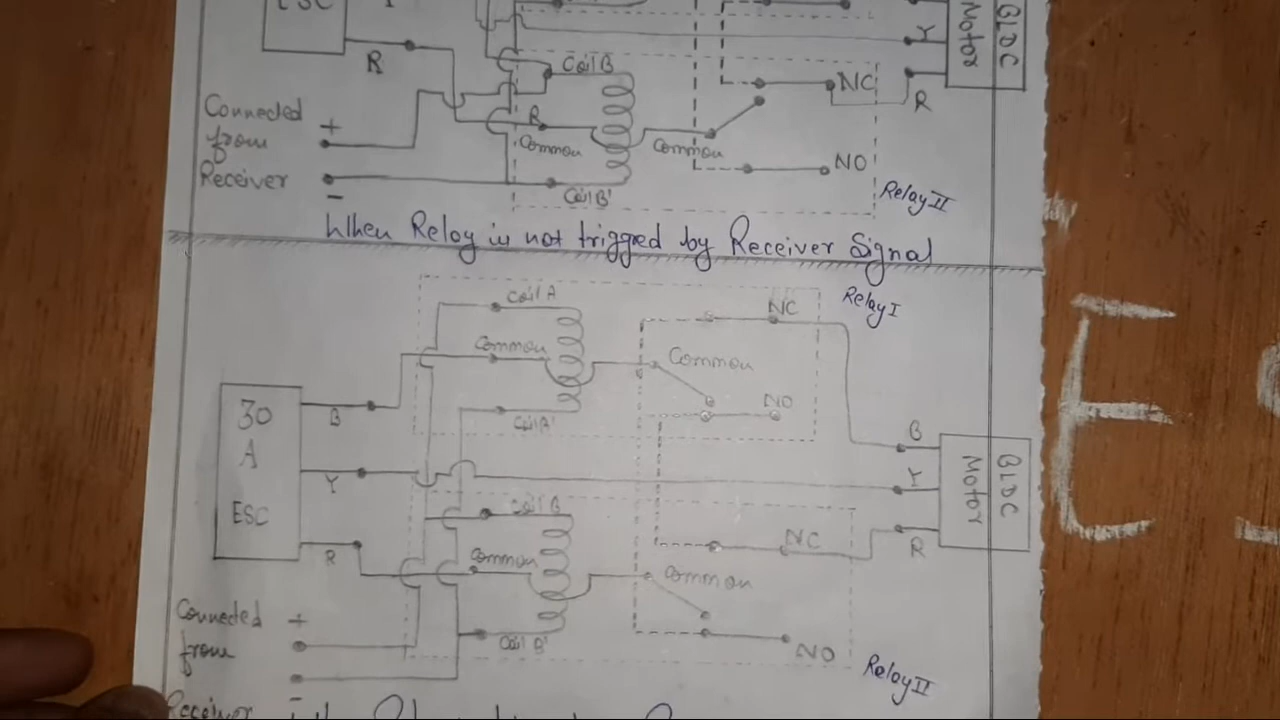 ESC
R
Coil B
NC
Y
Motor
BLDC
R
Connected
from
Receiver
+
-
R
Common
Common
NO
Coil B'
Relay II
When Reloy is not trigged by Receiver Signal
Relay I
Coil A
NC
Common
Common
NO
Coil A'
30
A
ESC
B
Y
R
B
Y
R
Motor
BLDC
Coil B
NC
Common
Common
Coil B'
NO
Relay II
Connected
from
Receiver
+
-